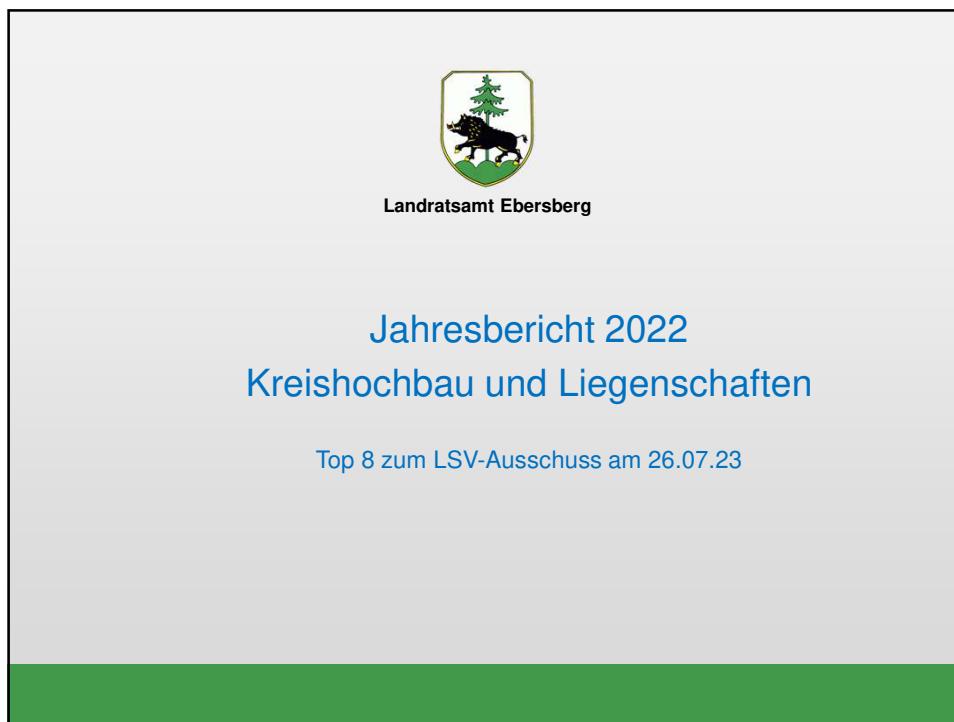 Landratsamt Ebersberg
Jahresbericht 2022
Kreishochbau und Liegenschaften
Top 8 zum LSV-Ausschuss am 26.07.23